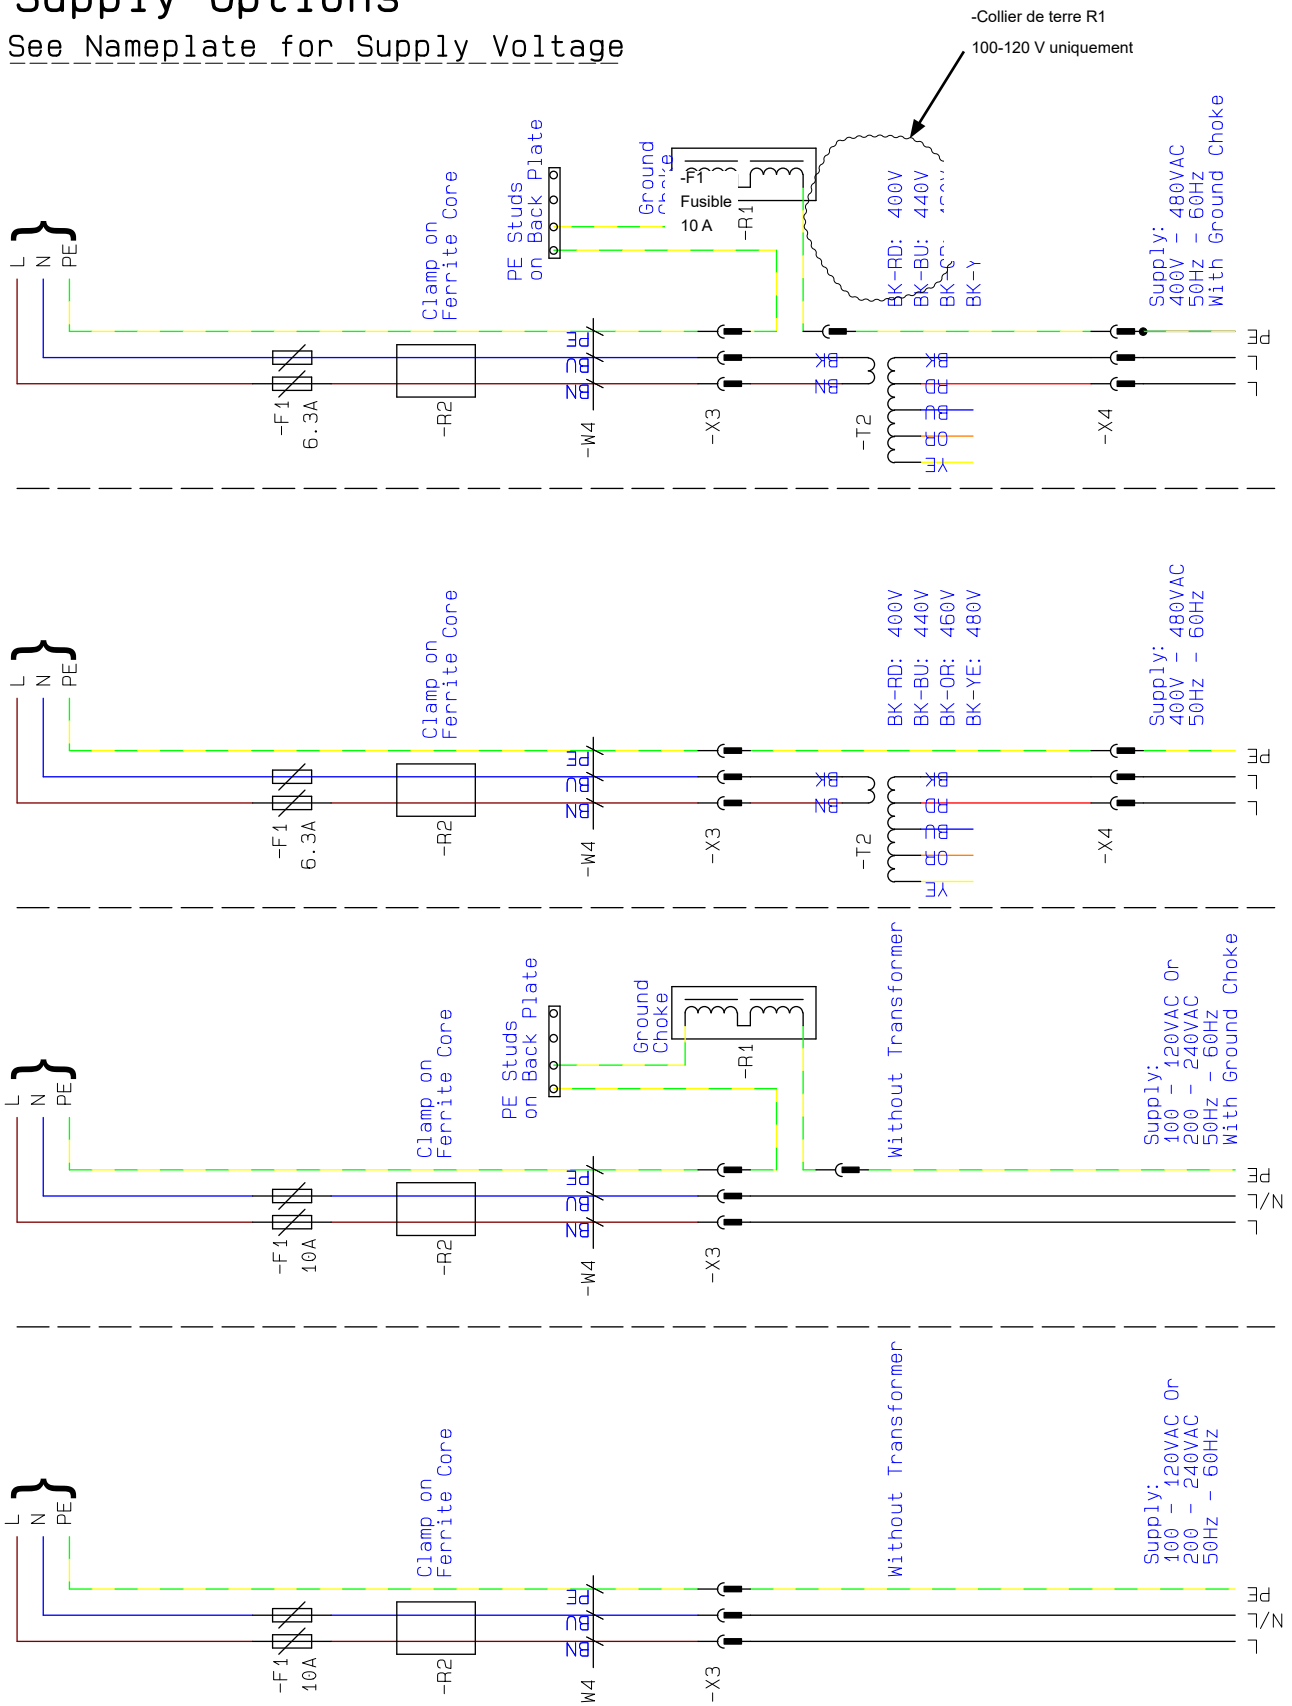 Supply Options
See Nameplate for Supply Voltage
-Collier de terre R1
100-120 V uniquement
L
N
PE
-F1
6.3A
Clamp on
Ferrite Core
-R2
PE Studs
on Back Plate
PE
BU
BN
-W4
Ground
Choke
-F1
Fusible
10 A
-R1
-X3
BK
BN
-T2
BK-RD: 400V
BK-BU: 440V
BK-Y
BK
RD
BU
OR
YE
-X4
Supply:
400V - 480VAC
50Hz - 60Hz
With Ground Choke
PE
L
L
L
N
PE
-F1
6.3A
Clamp on
Ferrite Core
-R2
PE
BU
BN
-W4
-X3
BK
BN
-T2
BK-RD: 400V
BK-BU: 440V
BK-OR: 460V
BK-YE: 480V
BK
RD
BU
OR
YE
-X4
Supply:
400V - 480VAC
50Hz - 60Hz
PE
L
L
L
N
PE
-F1
10A
Clamp on
Ferrite Core
-R2
PE Studs
on Back Plate
PE
BU
BN
-W4
Ground
Choke
-R1
-X3
Without Transformer
Supply:
100 - 120VAC Or
200 - 240VAC
50Hz - 60Hz
With Ground Choke
PE
N/L
L
L
N
PE
-F1
10A
Clamp on
Ferrite Core
-R2
PE
BU
BN
W4
-X3
Without Transformer
Supply:
100 - 120VAC Or
200 - 240VAC
50Hz - 60Hz
PE
N/L
L